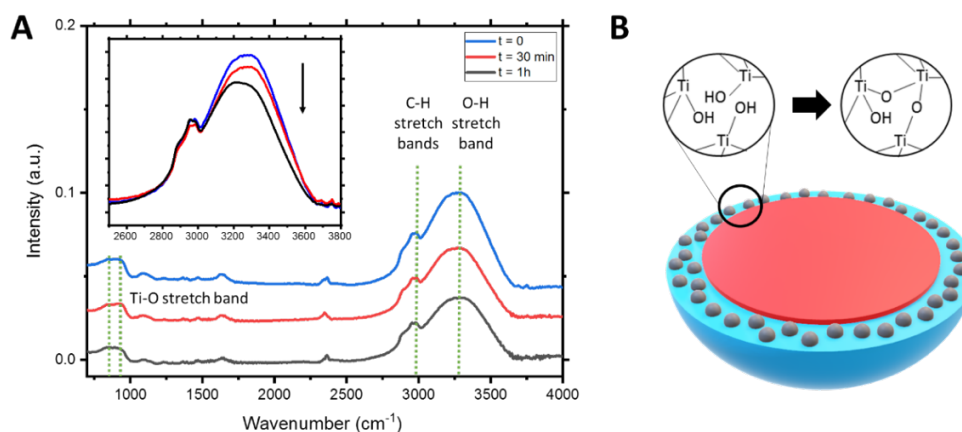 A
B
0.2
0.1
0.0
Intensity (a.u.)
t = 0
t = 30 min
t = 1h
C-H
stretch
bands
O-H
stretch
band
Ti-O stretch band
2600 2800 3000 3200 3400 3600 3800
1000 1500 2000 2500 3000 3500 4000
Wavenumber (cm⁻¹)
Ti
Ti
HO
OH
OH
Ti
Ti
Ti
O
O
OH
Ti